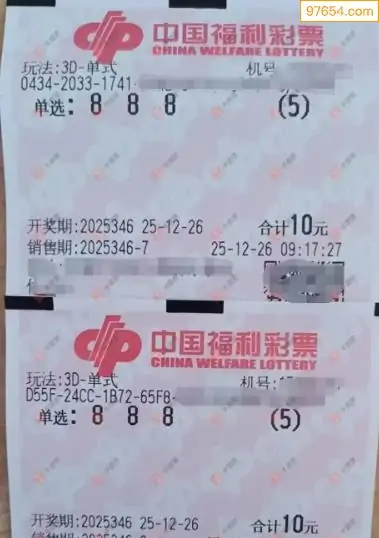 97654.com
中国福利彩票
CHINA WELFARE LOTTERY
玩法:3D-单式 机号:
0434-2033-1741-
单选: 8 8 8 (5)
开奖期:2025346 25-12-26 合计10元
销售期:2025346-7 25-12-26 09:17:27
中国福利彩票
CHINA WELFARE LOTTERY
玩法:3D-单式 机号:
D55F-24CC-1B72-65F8-
单选: 8 8 8 (5)
开奖期:2025346 25-12-26 合计10元